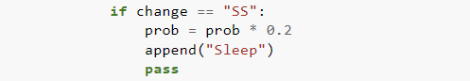 if change == "SS":
    prob = prob * 0.2
    append("Sleep")
    pass